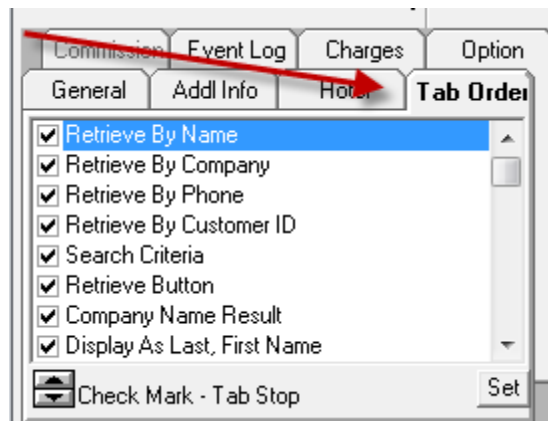 Commission Event Log Charges Option
General Addl Info Hotel Tab Order
Retrieve By Name
Retrieve By Company
Retrieve By Phone
Retrieve By Customer ID
Search Criteria
Retrieve Button
Company Name Result
Display As Last, First Name
Check Mark - Tab Stop Set